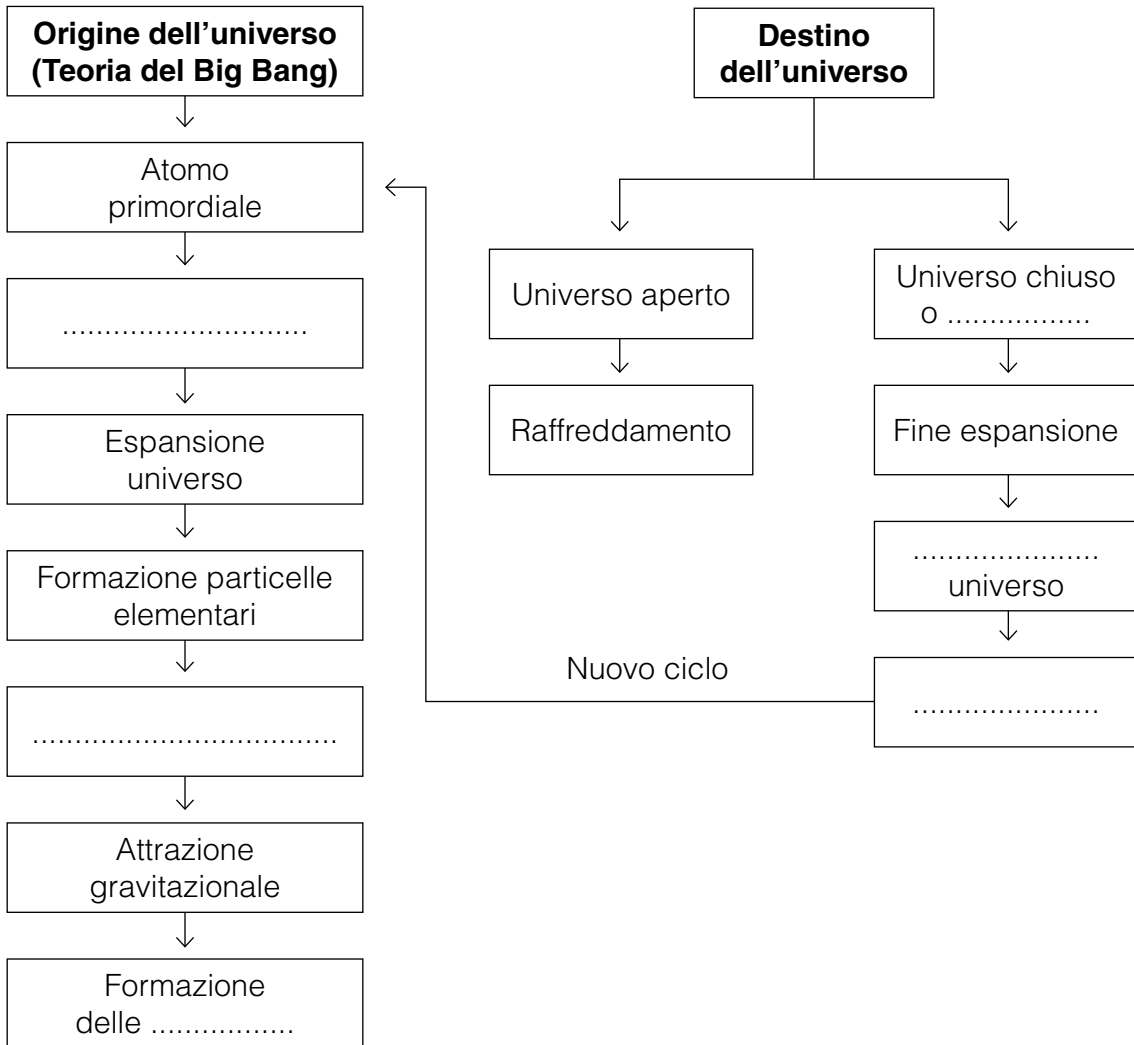 Origine dell'universo
(Teoria del Big Bang)
Atomo
primordiale
.............................
Espansione
universo
Formazione particelle
elementari
....................................
Attrazione
gravitazionale
Formazione
delle .................
Destino
dell'universo
Universo aperto
Raffreddamento
Universo chiuso
o .................
Fine espansione
......................
universo
......................
Nuovo ciclo